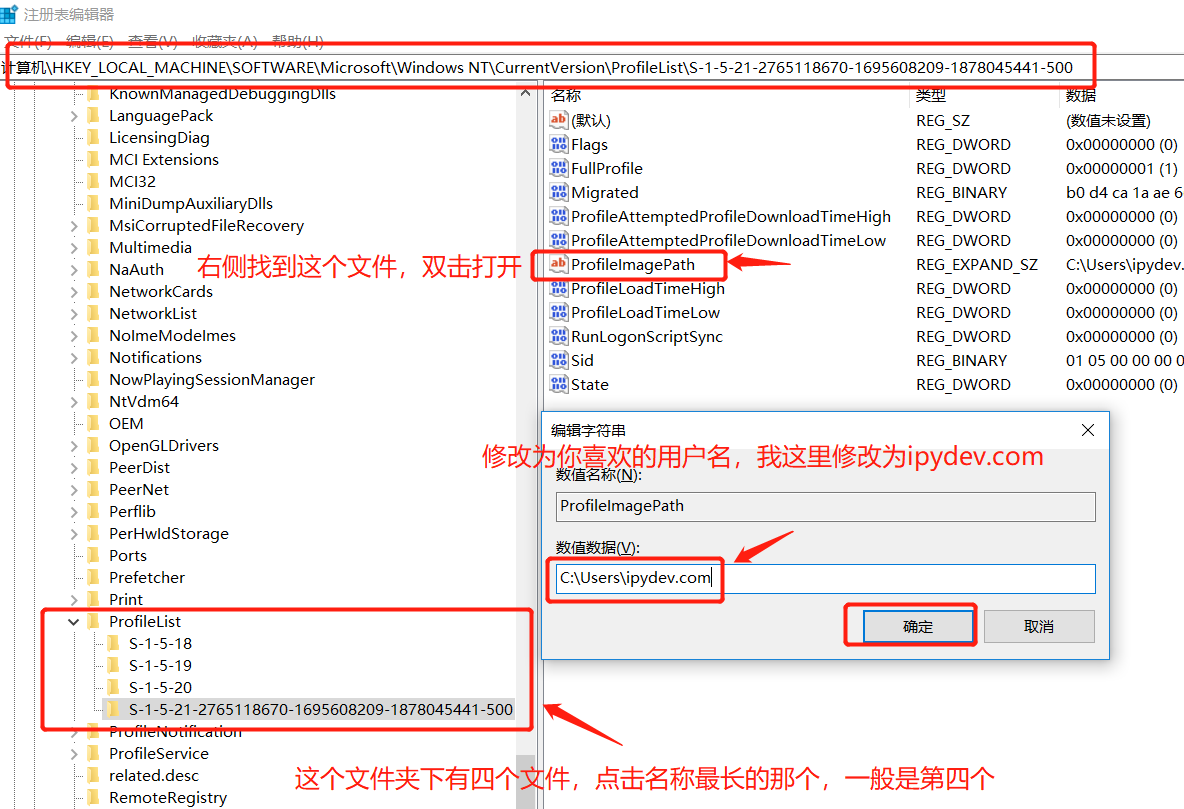 注册表编辑器
文件(F) 编辑(E) 查看(V) 收藏夹(A) 帮助(H)
计算机\HKEY_LOCAL_MACHINE\SOFTWARE\Microsoft\Windows NT\CurrentVersion\ProfileList\S-1-5-21-2765118670-1695608209-1878045441-500
KnownManagedDebuggingDlls
LanguagePack
LicensingDiag
MCI Extensions
MCI32
MiniDumpAuxiliaryDlls
MsiCorruptedFileRecovery
Multimedia
NaAuth
NetworkCards
NetworkList
NoImeModeImes
Notifications
NowPlayingSessionManager
NtVdm64
OEM
OpenGLDrivers
PeerDist
PeerNet
Perflib
PerHwIdStorage
Ports
Prefetcher
Print
ProfileList
S-1-5-18
S-1-5-19
S-1-5-20
S-1-5-21-2765118670-1695608209-1878045441-500
ProfileNotification
ProfileService
related.desc
RemoteRegistry
右侧找到这个文件，双击打开
名称 类型 数据
(默认) REG_SZ (数值未设置)
Flags REG_DWORD 0x00000000 (0)
FullProfile REG_DWORD 0x00000001 (1)
Migrated REG_BINARY b0 d4 ca 1a ae 6
ProfileAttemptedProfileDownloadTimeHigh REG_DWORD 0x00000000 (0)
ProfileAttemptedProfileDownloadTimeLow REG_DWORD 0x00000000 (0)
ProfileImagePath REG_EXPAND_SZ C:\Users\ipydev.
ProfileLoadTimeHigh REG_DWORD 0x00000000 (0)
ProfileLoadTimeLow REG_DWORD 0x00000000 (0)
RunLogonScriptSync REG_DWORD 0x00000000 (0)
Sid REG_BINARY 01 05 00 00 00 0
State REG_DWORD 0x00000000 (0)
编辑字符串
修改为你喜欢的用户名，我这里修改为ipydev.com
数值名称(N):
ProfileImagePath
数值数据(V):
C:\Users\ipydev.com
确定 取消
这个文件夹下有四个文件，点击名称最长的那个，一般是第四个